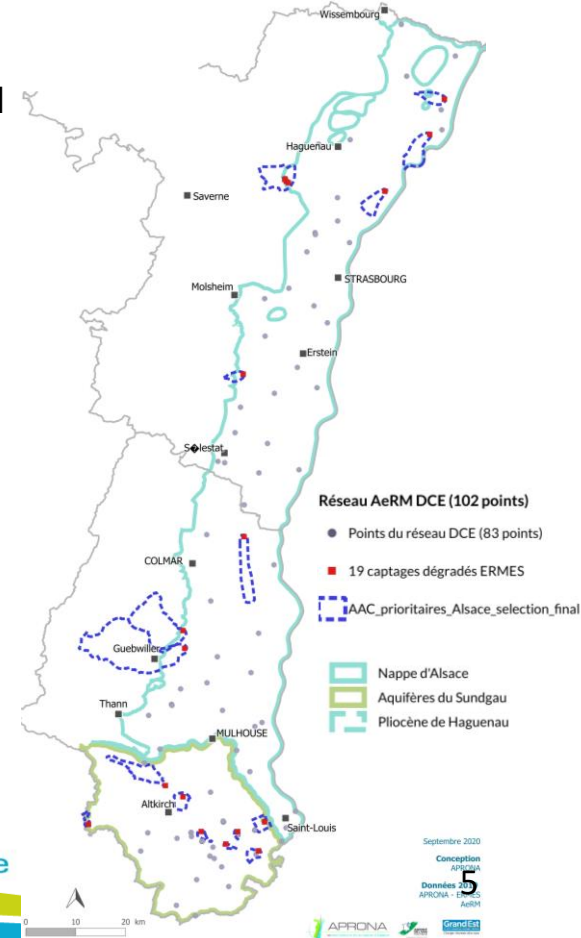 Wissembourg
Haguenau
Saverne
STRASBOURG
Molsheim
Erstein
S�lestat
COLMAR
Guebwiller
Thann
MULHOUSE
Altkirch
Saint-Louis
Réseau AeRM DCE (102 points)
Points du réseau DCE (83 points)
19 captages dégradés ERMES
AAC_prioritaires_Alsace_selection_final
Nappe d'Alsace
Aquifères du Sundgau
Pliocène de Haguenau
Septembre 2020
Conception
APRONA
Données
APRONA - ERMES
AeRM
5
0 10 20 km
APRONA
Grand Est